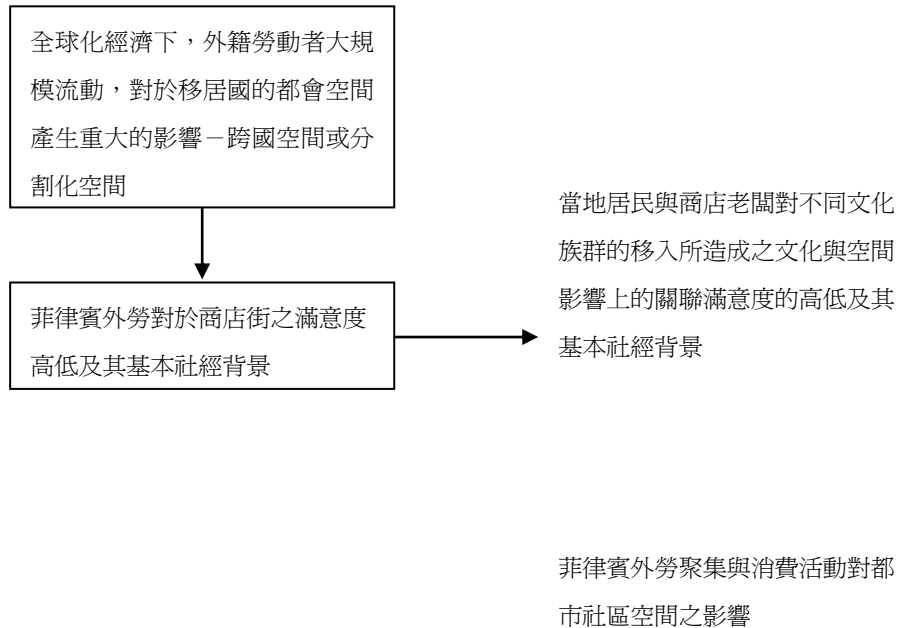 全球化經濟下，外籍勞動者大規
模流動，對於移居國的都會空間
產生重大的影響－跨國空間或分
割化空間
菲律賓外勞對於商店街之滿意度
高低及其基本社經背景
當地居民與商店老闆對不同文化
族群的移入所造成之文化與空間
影響上的關聯滿意度的高低及其
基本社經背景
菲律賓外勞聚集與消費活動對都
市社區空間之影響